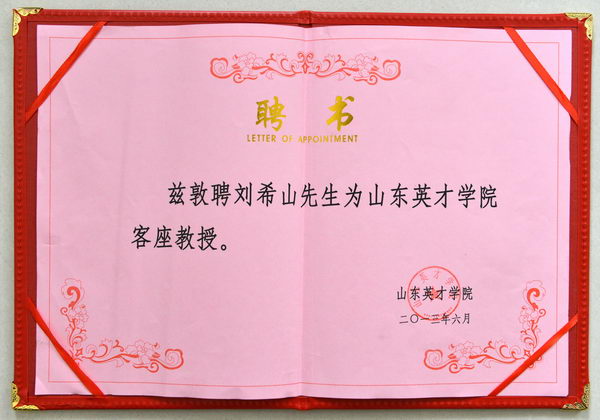 聘 书
LETTER OF APPOINTMENT
兹敦聘刘希山先生为山东英才学院
客座教授。
山东英才学院
二〇一三年六月